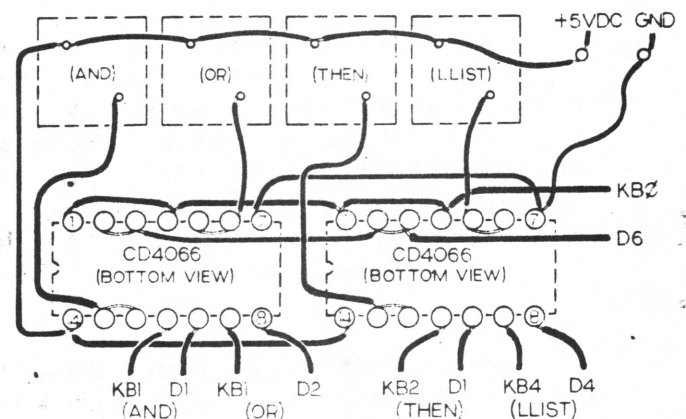 +5VDC GND
(AND) (OR) (THEN) (LLIST)
KBØ
1 7 7
D6
CD4066 CD4066
(BOTTOM VIEW) (BOTTOM VIEW)
14 8 14 8
KB1 D1 KB1 D2 KB2 D1 KB4 D4
(AND) (OR) (THEN) (LLIST)